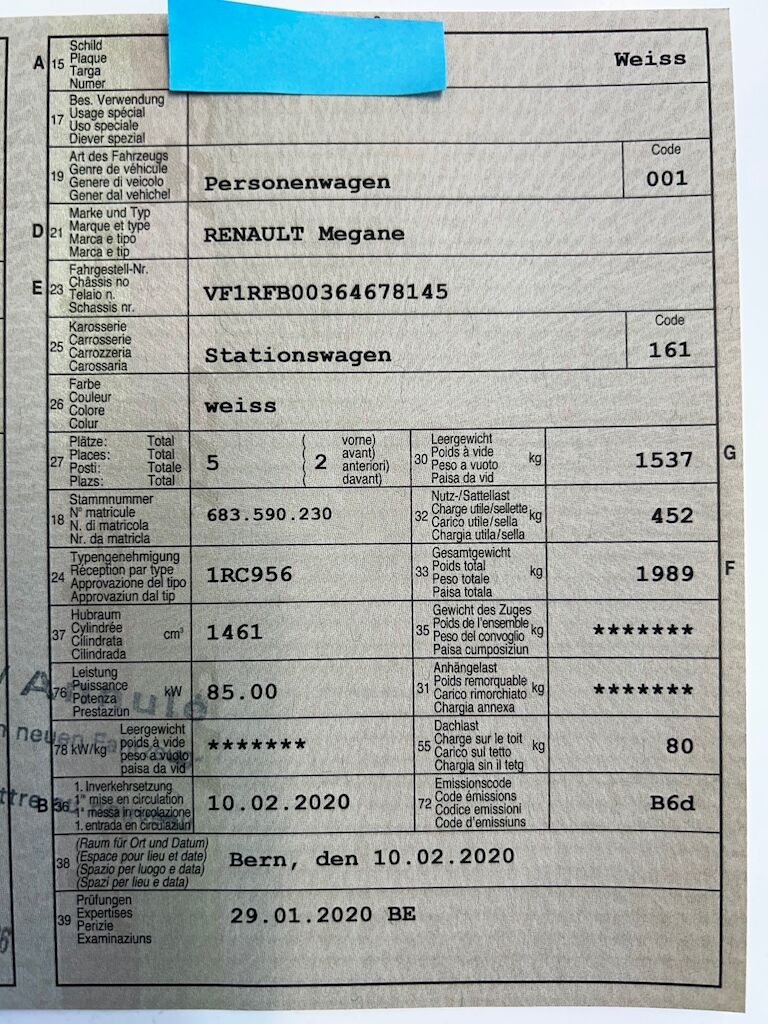 A 15 Schild
Plaque
Targa
Numer
Weiss
17 Bes. Verwendung
Usage spécial
Uso speciale
Diever spezial
19 Art des Fahrzeugs
Genre de véhicule
Genere di veicolo
Gener dal vehichel
Personenwagen
Code
001
D 21 Marke und Typ
Marque et type
Marca e tipo
Marca e tip
RENAULT Megane
E 23 Fahrgestell-Nr.
Châssis no
Telaio n.
Schassis nr.
VF1RFB00364678145
25 Karosserie
Carrosserie
Carrozzeria
Carossaria
Stationswagen
Code
161
26 Farbe
Couleur
Colore
Colur
weiss
27 Plätze: Total
Places: Total
Posti: Totale
Plazs: Total
5
( vorne)
( avant)
( 2 anteriori)
( davant)
30 Leergewicht
Poids à vide
Peso a vuoto
Paisa da vid
kg
1537 G
18 Stammnummer
N° matricule
N. di matricola
Nr. da matricla
683.590.230
32 Nutz-/Sattellast
Charge utile/sellette
Carico utile/sella
Chargia utila/sella
kg
452
24 Typengenehmigung
Réception par type
Approvazione del tipo
Approvaziun dal tip
1RC956
33 Gesamtgewicht
Poids total
Peso totale
Paisa totala
kg
1989 F
37 Hubraum
Cylindrée
Cilindrata
Cilindrada
cm³
1461
35 Gewicht des Zuges
Poids de l'ensemble
Peso del convoglio
Paisa cumposiziun
kg
*******
76 Leistung
Puissance
Potenza
Prestaziun
kW
85.00
31 Anhängelast
Poids remorquable
Carico rimorchiato
Chargia annexa
kg
*******
78 kW/kg Leergewicht
poids à vide
peso a vuoto
paisa da vid
*******
55 Dachlast
Charge sur le toit
Carico sul tetto
Chargia sin il tetg
kg
80
B 36 1. Inverkehrsetzung
1re mise en circulation
1a messa in circolazione
1. entrada en circulaziun
10.02.2020
72 Emissionscode
Code émissions
Codice emissioni
Code d'emissiuns
B6d
38 (Raum für Ort und Datum)
(Espace pour lieu et date)
(Spazio per luogo e data)
(Spazi per lieu e data)
Bern, den 10.02.2020
39 Prüfungen
Expertises
Perizie
Examinaziuns
29.01.2020 BE